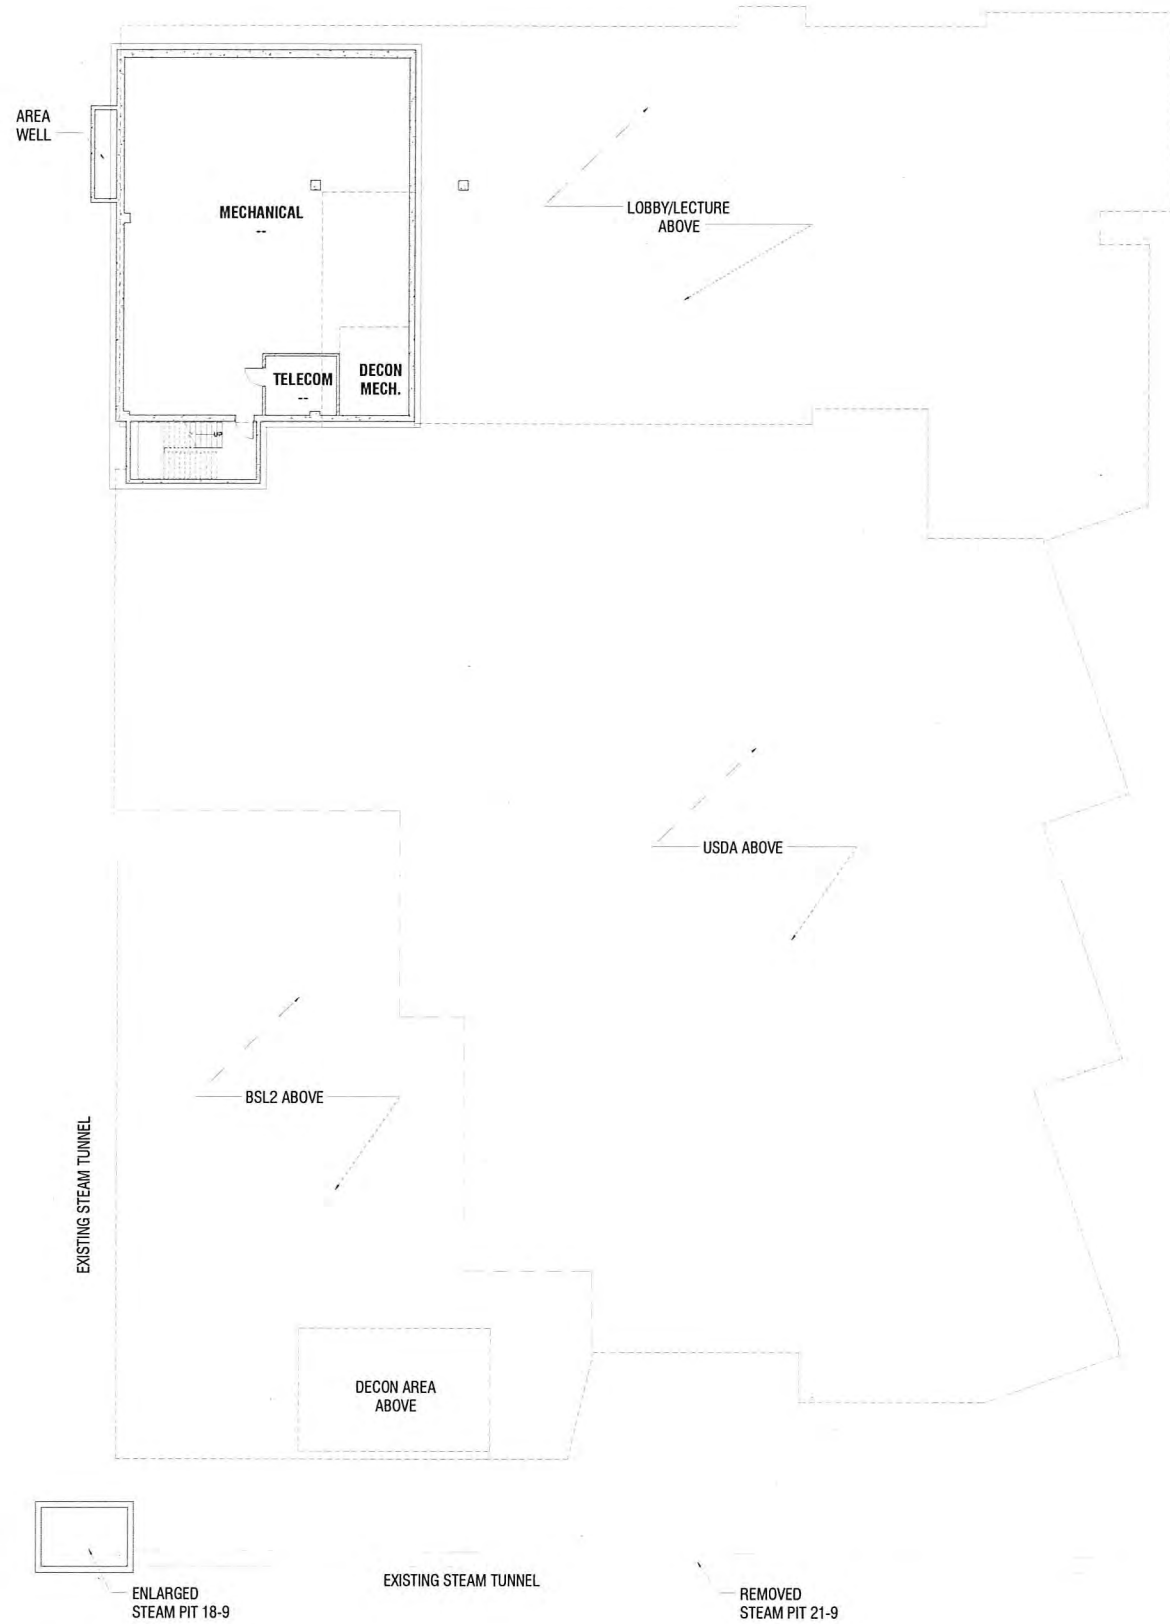 AREA
WELL
LOBBY/LECTURE
ABOVE
MECHANICAL
--
TELECOM
--
DECON
MECH.
UP
USDA ABOVE
BSL2 ABOVE
EXISTING STEAM TUNNEL
DECON AREA
ABOVE
EXISTING STEAM TUNNEL
ENLARGED
STEAM PIT 18-9
REMOVED
STEAM PIT 21-9